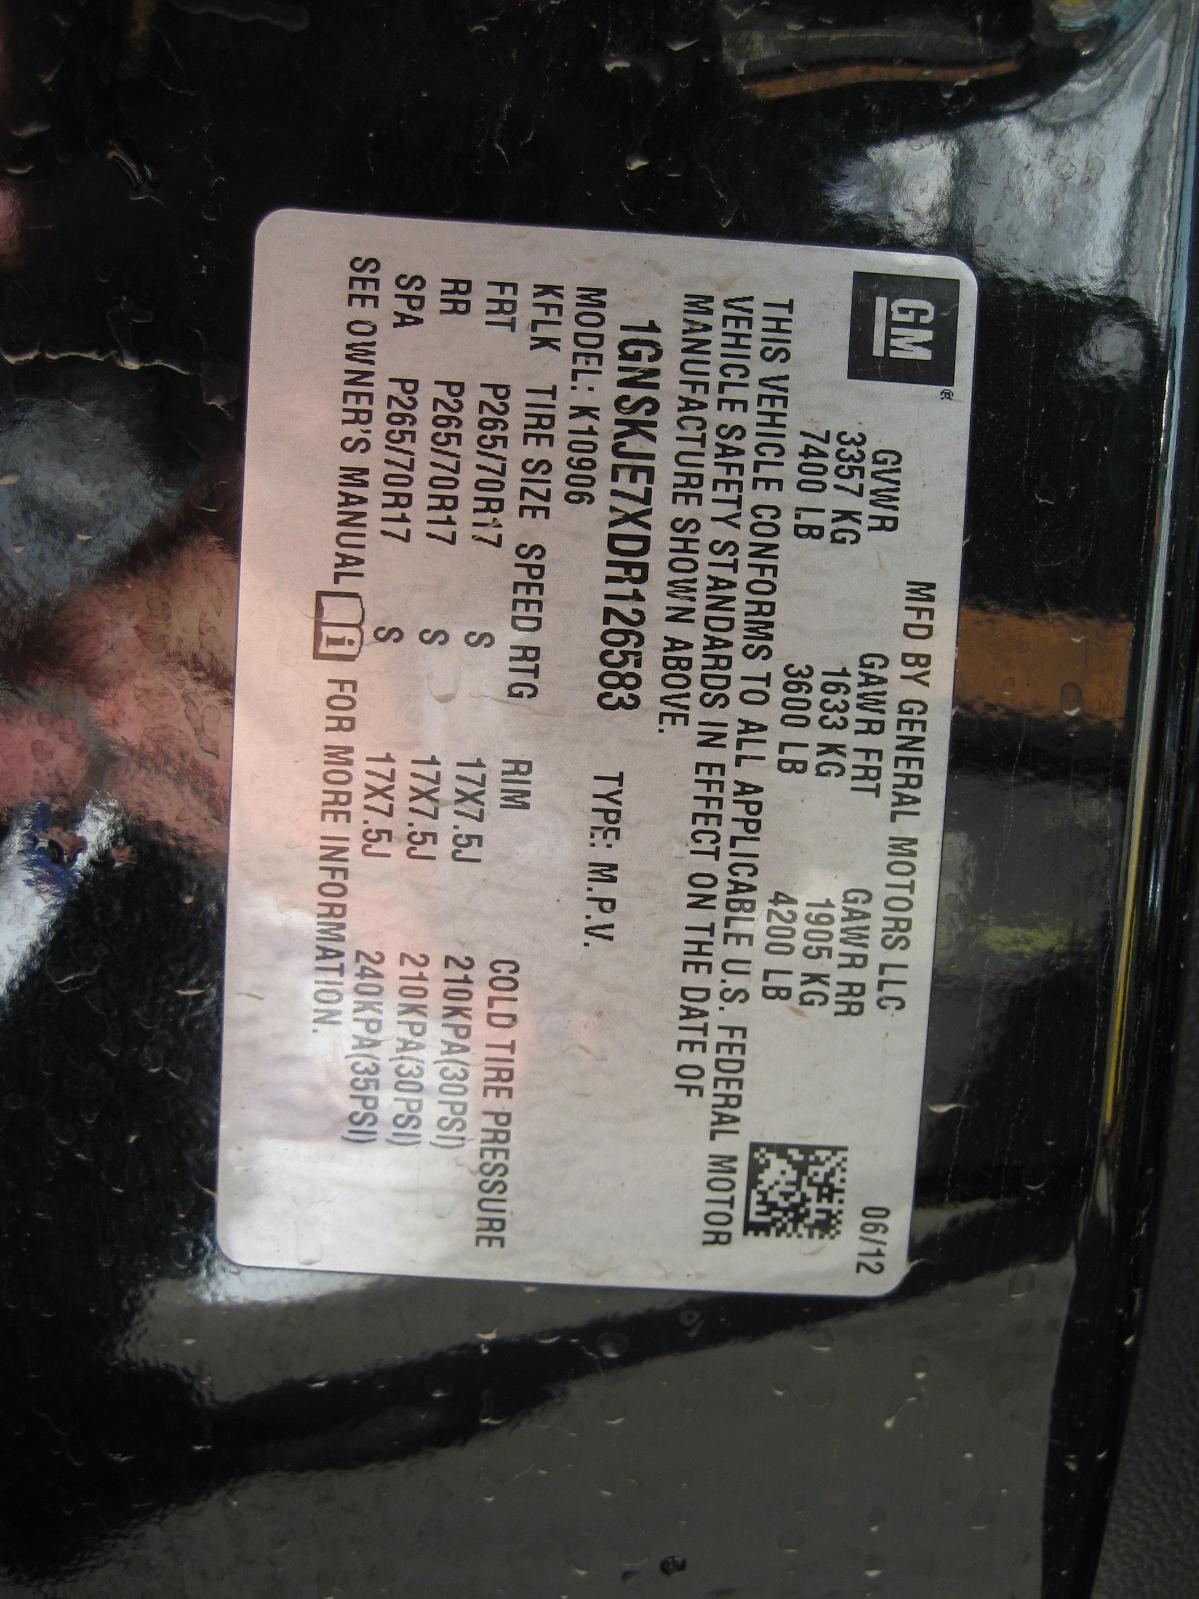 GM®
MFD BY GENERAL MOTORS LLC 06/12
GVWR GAWR FRT GAWR RR
3357 KG 1633 KG 1905 KG
7400 LB 3600 LB 4200 LB
THIS VEHICLE CONFORMS TO ALL APPLICABLE U.S. FEDERAL MOTOR
VEHICLE SAFETY STANDARDS IN EFFECT ON THE DATE OF
MANUFACTURE SHOWN ABOVE.
1GNSKJE7XDR126583 TYPE: M.P.V.
MODEL: K10906
KFLK TIRE SIZE SPEED RTG RIM COLD TIRE PRESSURE
FRT P265/70R17 S 17X7.5J 210KPA(30PSI)
RR P265/70R17 S 17X7.5J 210KPA(30PSI)
SPA P265/70R17 S 17X7.5J 240KPA(35PSI)
SEE OWNER'S MANUAL i FOR MORE INFORMATION.